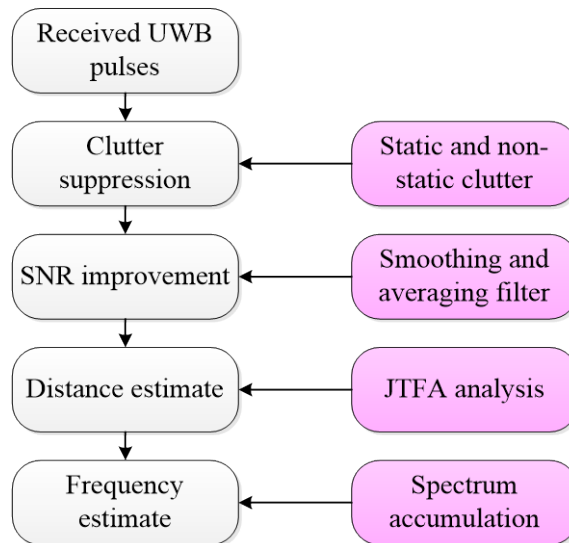 Received UWB
pulses
Clutter
suppression
Static and non-
static clutter
SNR improvement
Smoothing and
averaging filter
Distance estimate
JTFA analysis
Frequency
estimate
Spectrum
accumulation